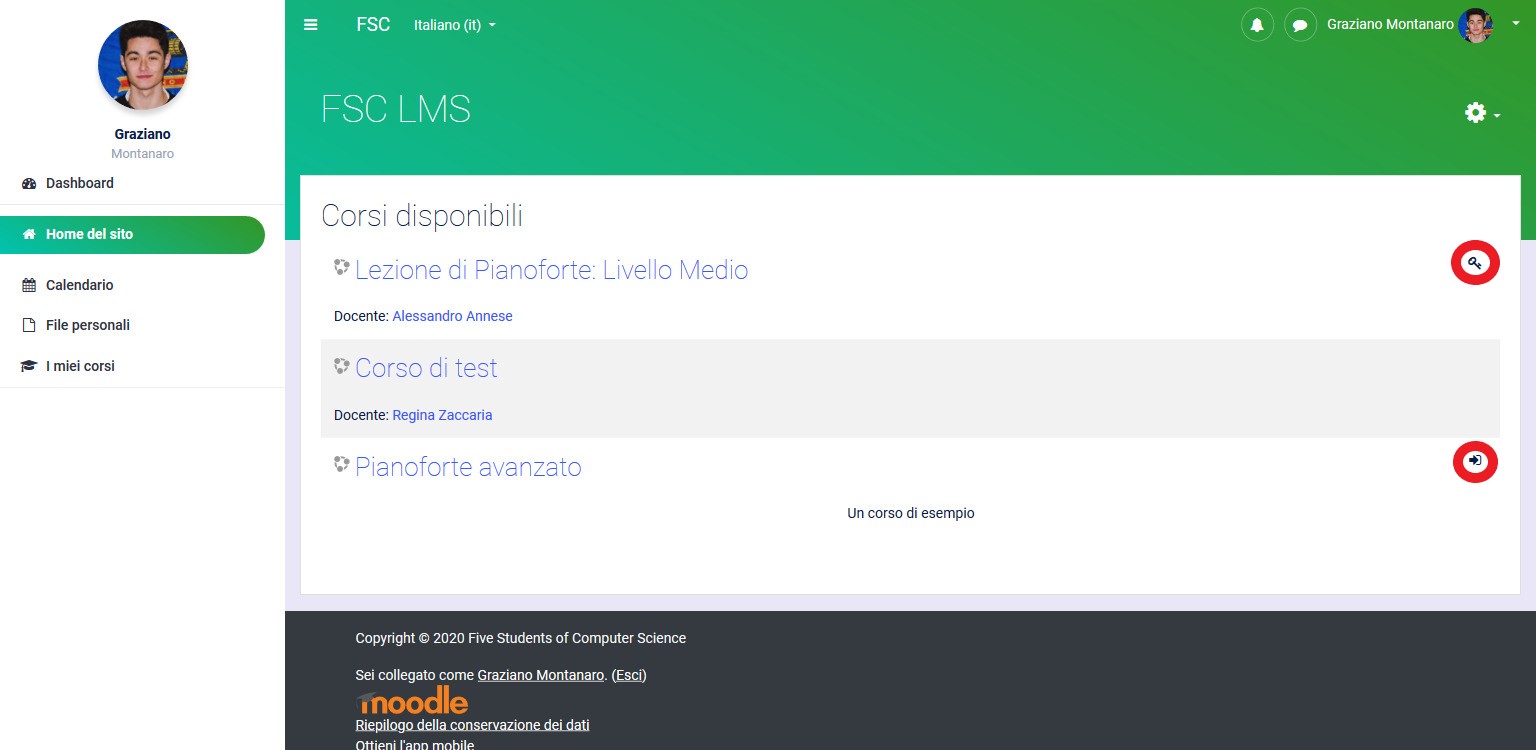 FSC
Italiano (it)
Graziano Montanaro
Graziano
Montanaro
Dashboard
Home del sito
Calendario
File personali
I miei corsi
FSC LMS
Corsi disponibili
Lezione di Pianoforte: Livello Medio
Docente: Alessandro Annese
Corso di test
Docente: Regina Zaccaria
Pianoforte avanzato
Un corso di esempio
Copyright © 2020 Five Students of Computer Science
Sei collegato come Graziano Montanaro. (Esci)
moodle
Riepilogo della conservazione dei dati
Ottieni l'app mobile